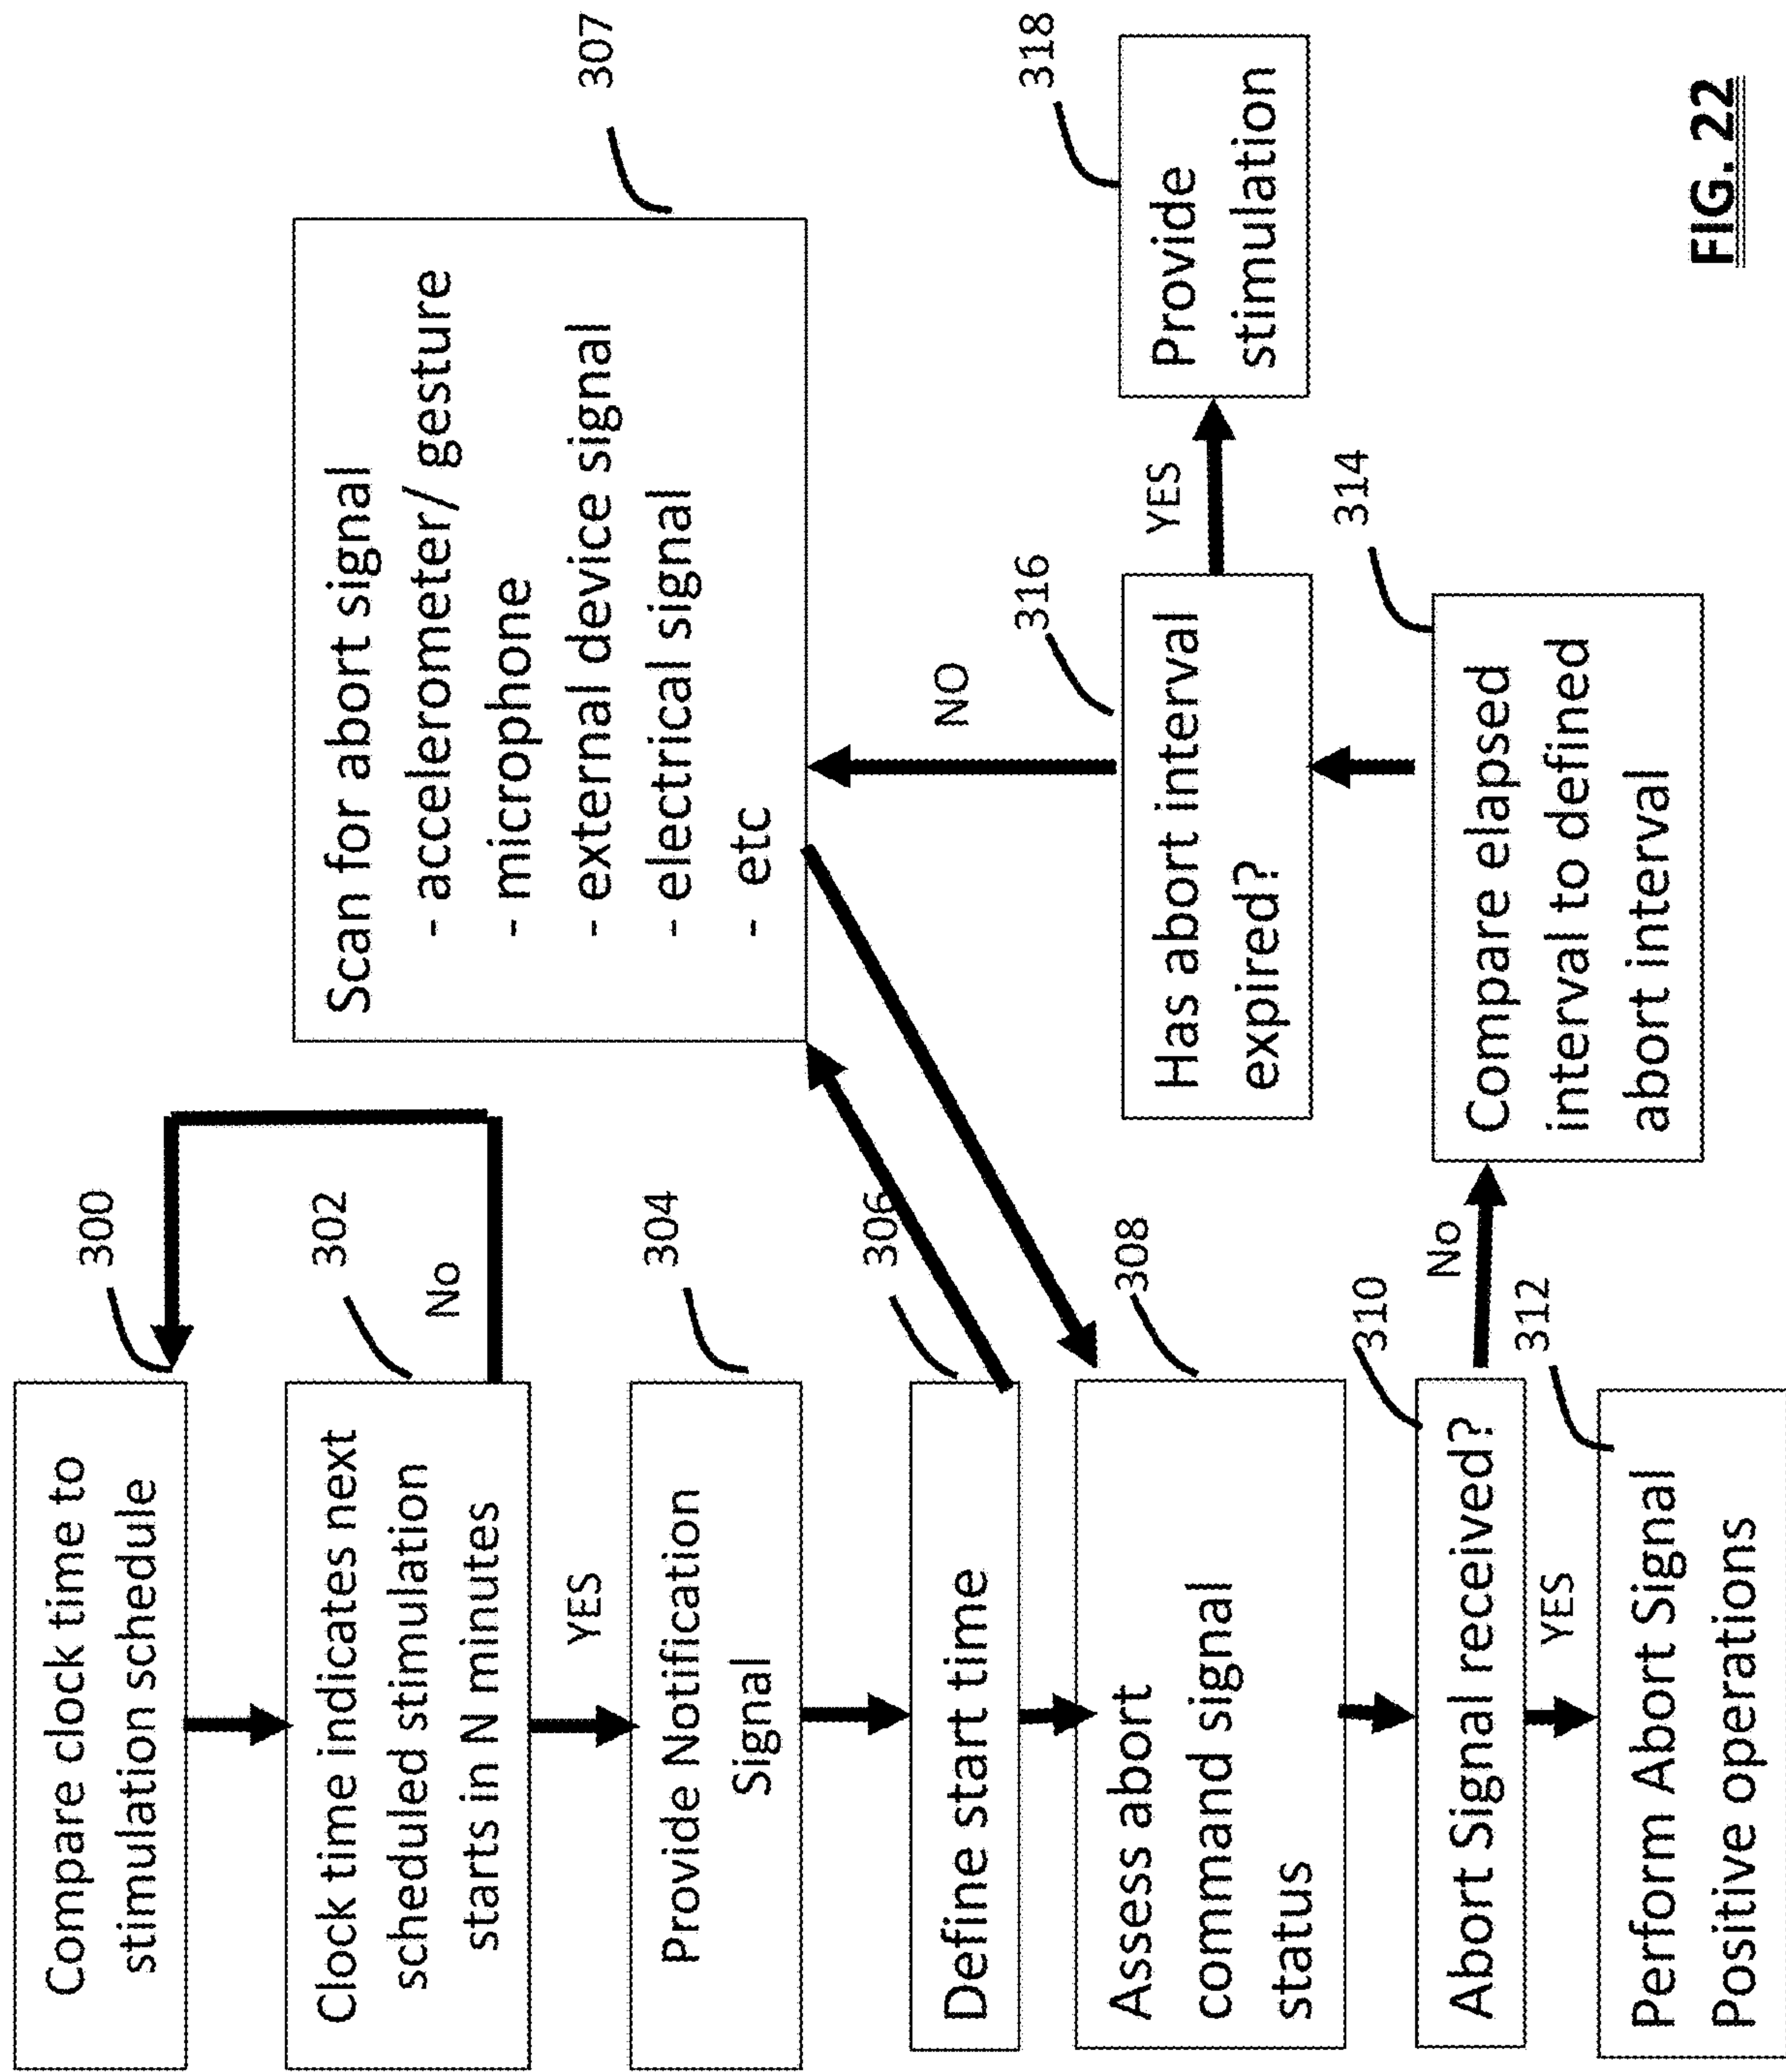 Compare clock time to
stimulation schedule
300
Clock time indicates next
scheduled stimulation
starts in N minutes
302
No
YES
Provide Notification
Signal
304
Define start time
306
Scan for abort signal
- accelerometer/ gesture
- microphone
- external device signal
- electrical signal
- etc
307
Assess abort
command signal
status
308
Abort Signal received?
310
No
YES
Perform Abort Signal
Positive operations
312
Compare elapsed
interval to defined
abort interval
314
Has abort interval
expired?
316
NO
YES
Provide
stimulation
318
FIG. 22